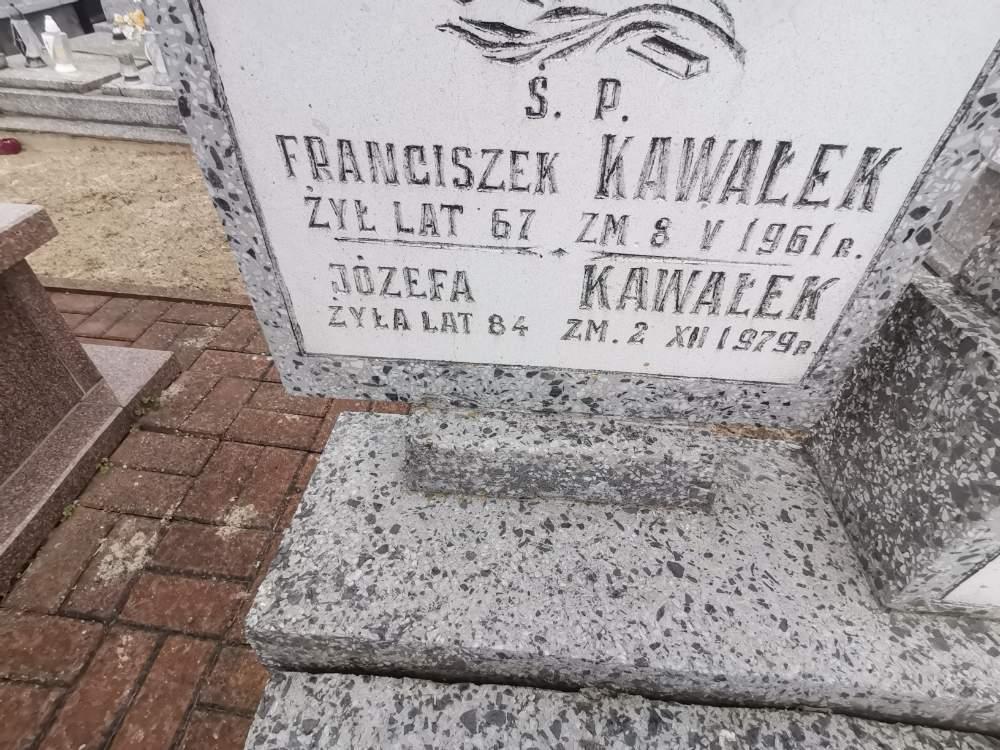 Ś. P.
FRANCISZEK KAWAŁEK
ŻYŁ LAT 67 ZM 8 V 1961 R.
JÓZEFA KAWAŁEK
ŻYŁA LAT 84 ZM. 2 XII 1979 R.